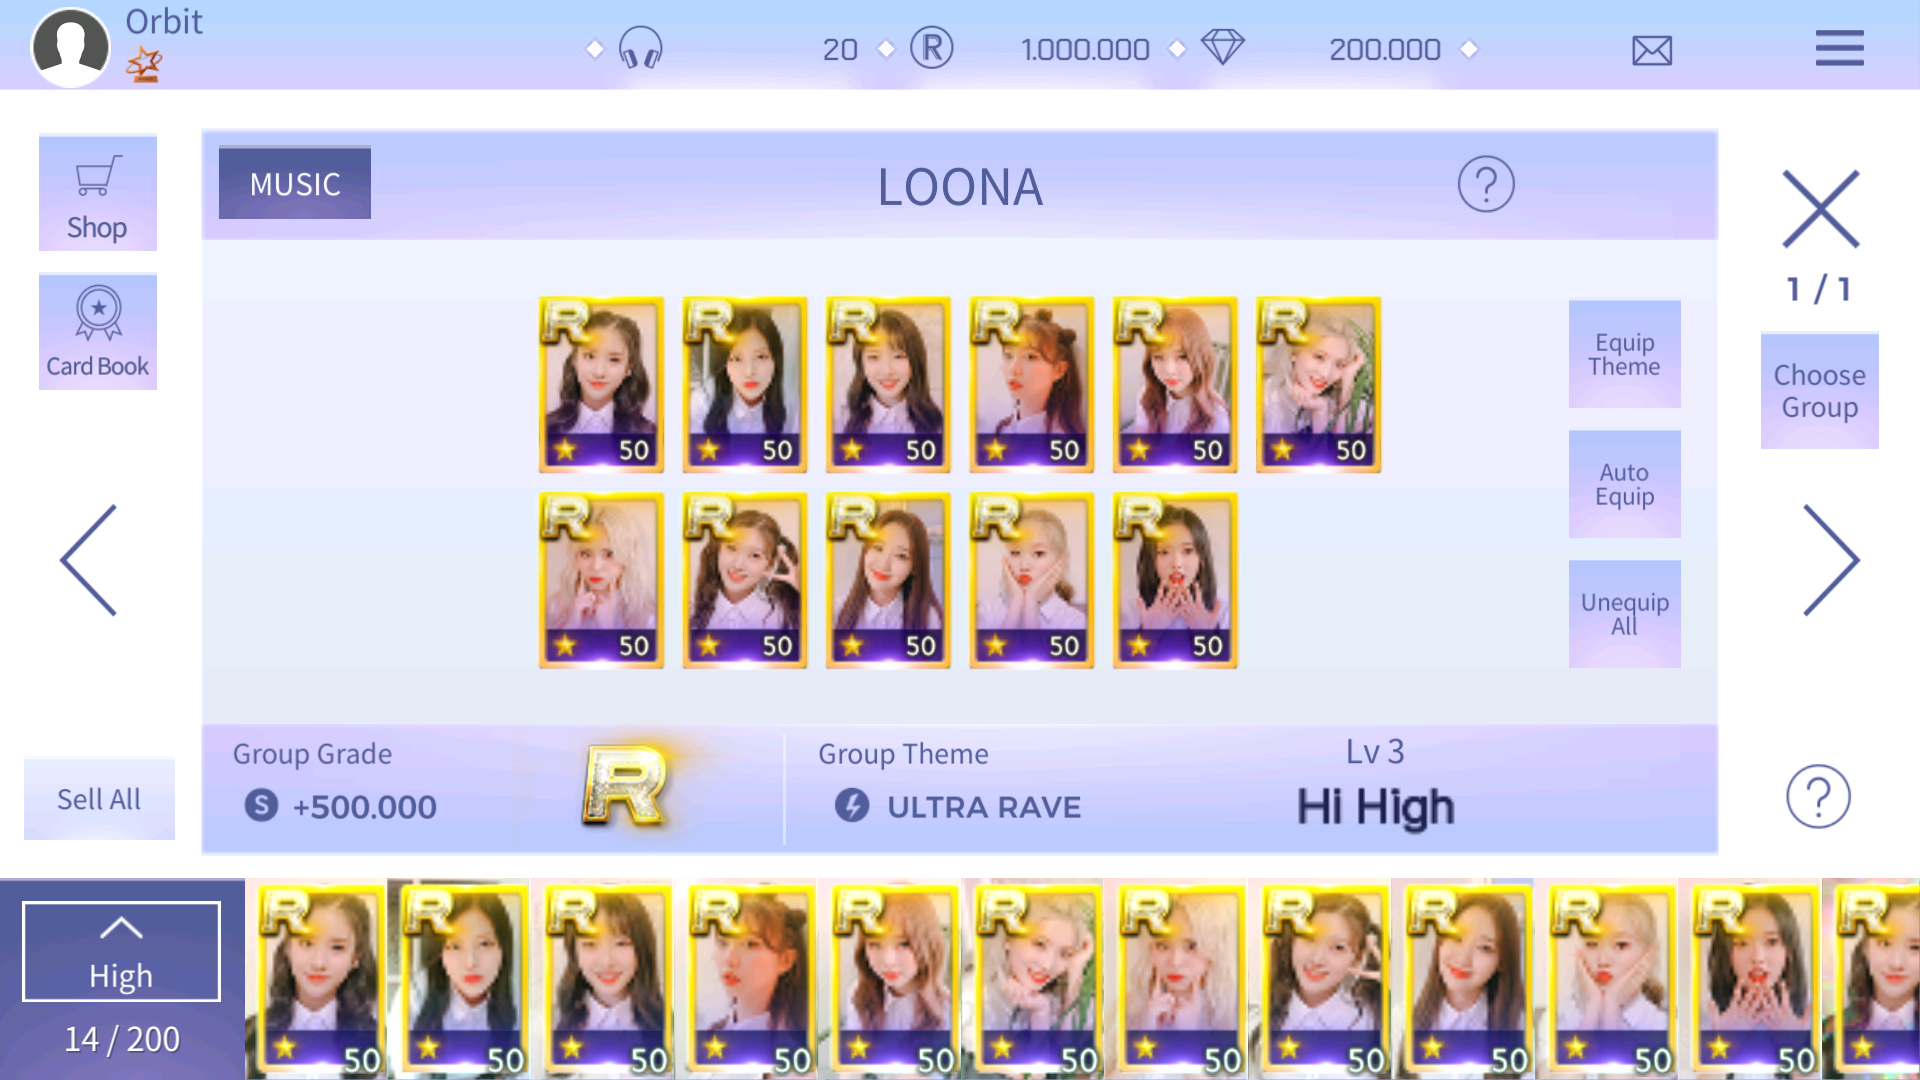 Orbit
20
R
1.000.000
200.000
Shop
Card Book
MUSIC
LOONA
?
1 / 1
Equip
Theme
Choose
Group
Auto
Equip
Unequip
All
R R R R R R
50 50 50 50 50 50
R R R R R
50 50 50 50 50
Group Grade
S +500.000
R
Group Theme
ULTRA RAVE
Lv 3
Hi High
Sell All
?
High
14 / 200
R R R R R R R R R R R R
50 50 50 50 50 50 50 50 50 50 50